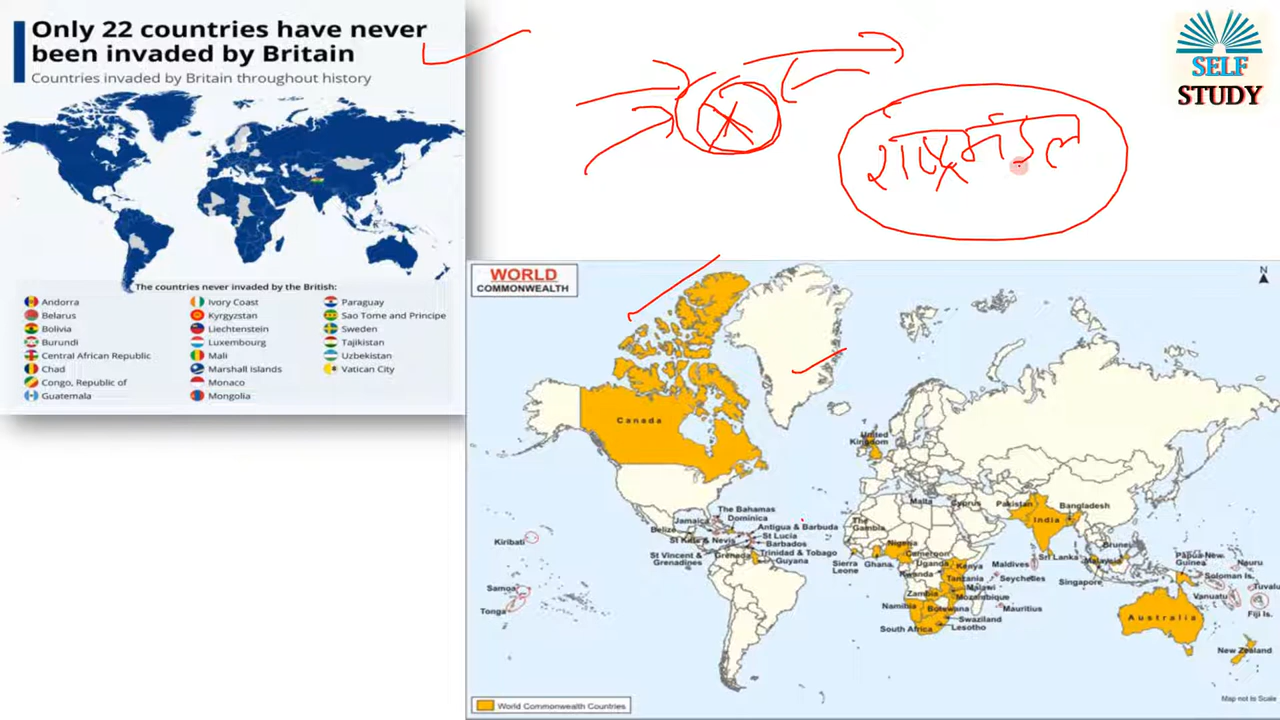 Only 22 countries have never
been invaded by Britain
Countries invaded by Britain throughout history
The countries never invaded by the British:
Andorra
Belarus
Bolivia
Burundi
Central African Republic
Chad
Congo, Republic of
Guatemala
Ivory Coast
Kyrgyzstan
Liechtenstein
Luxembourg
Mali
Marshall Islands
Monaco
Mongolia
Paraguay
Sao Tome and Principe
Sweden
Tajikistan
Uzbekistan
Vatican City
राष्ट्रमंडल
SELF
STUDY
WORLD
COMMONWEALTH
N
Canada
United
Kingdom
Malta
Cyprus
Pakistan
Bangladesh
India
The Bahamas
Jamaica
Dominica
Belize
Antigua & Barbuda
St Kitts & Nevis
St Lucia
Barbados
St Vincent &
Grenadines
Grenada
Trinidad & Tobago
Guyana
Kiribati
Samoa
Tonga
The
Gambia
Sierra
Leone
Ghana
Nigeria
Cameroon
Uganda
Kenya
Rwanda
Tanzania
Malawi
Zambia
Mozambique
Namibia
Botswana
Swaziland
South Africa
Lesotho
Maldives
Seychelles
Mauritius
Sri Lanka
Brunei
Malaysia
Singapore
Papua New
Guinea
Nauru
Solomon Is.
Tuvalu
Vanuatu
Fiji Is.
Australia
New Zealand
World Commonwealth Countries
Map not to Scale